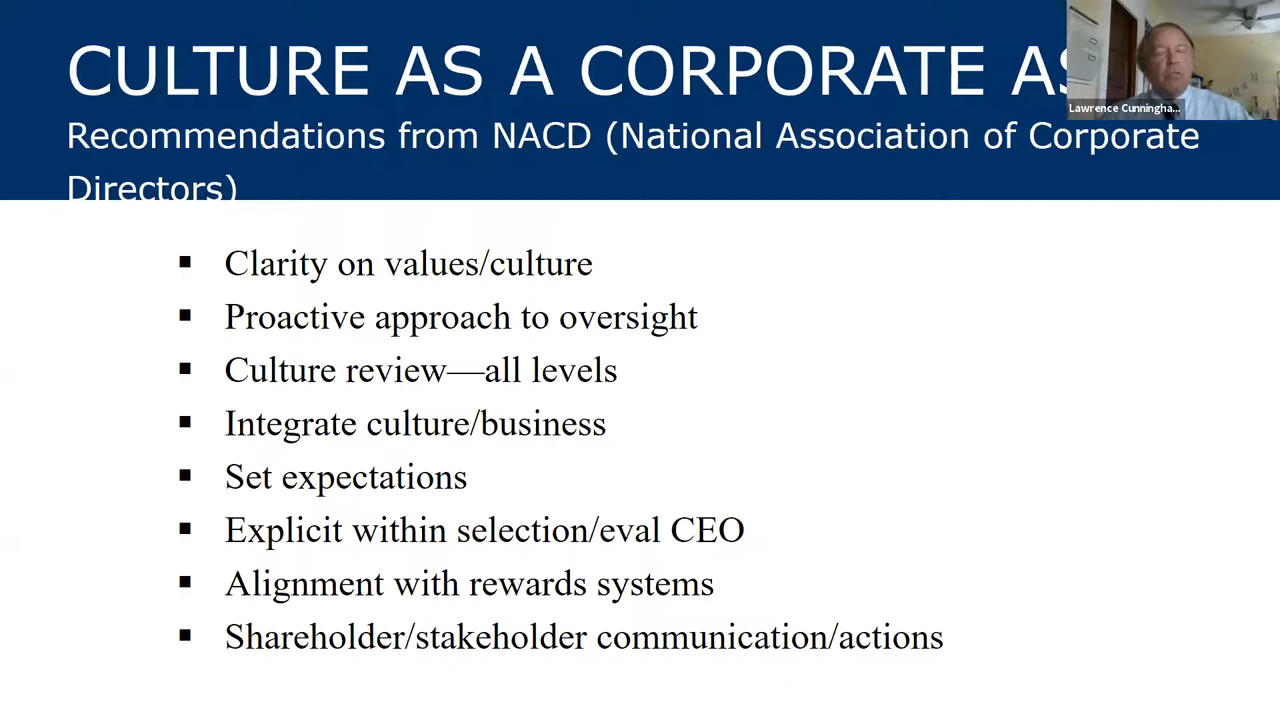 CULTURE AS A CORPORATE AS
Lawrence Cunningha...
Recommendations from NACD (National Association of Corporate
Directors)
▪ Clarity on values/culture
▪ Proactive approach to oversight
▪ Culture review—all levels
▪ Integrate culture/business
▪ Set expectations
▪ Explicit within selection/eval CEO
▪ Alignment with rewards systems
▪ Shareholder/stakeholder communication/actions